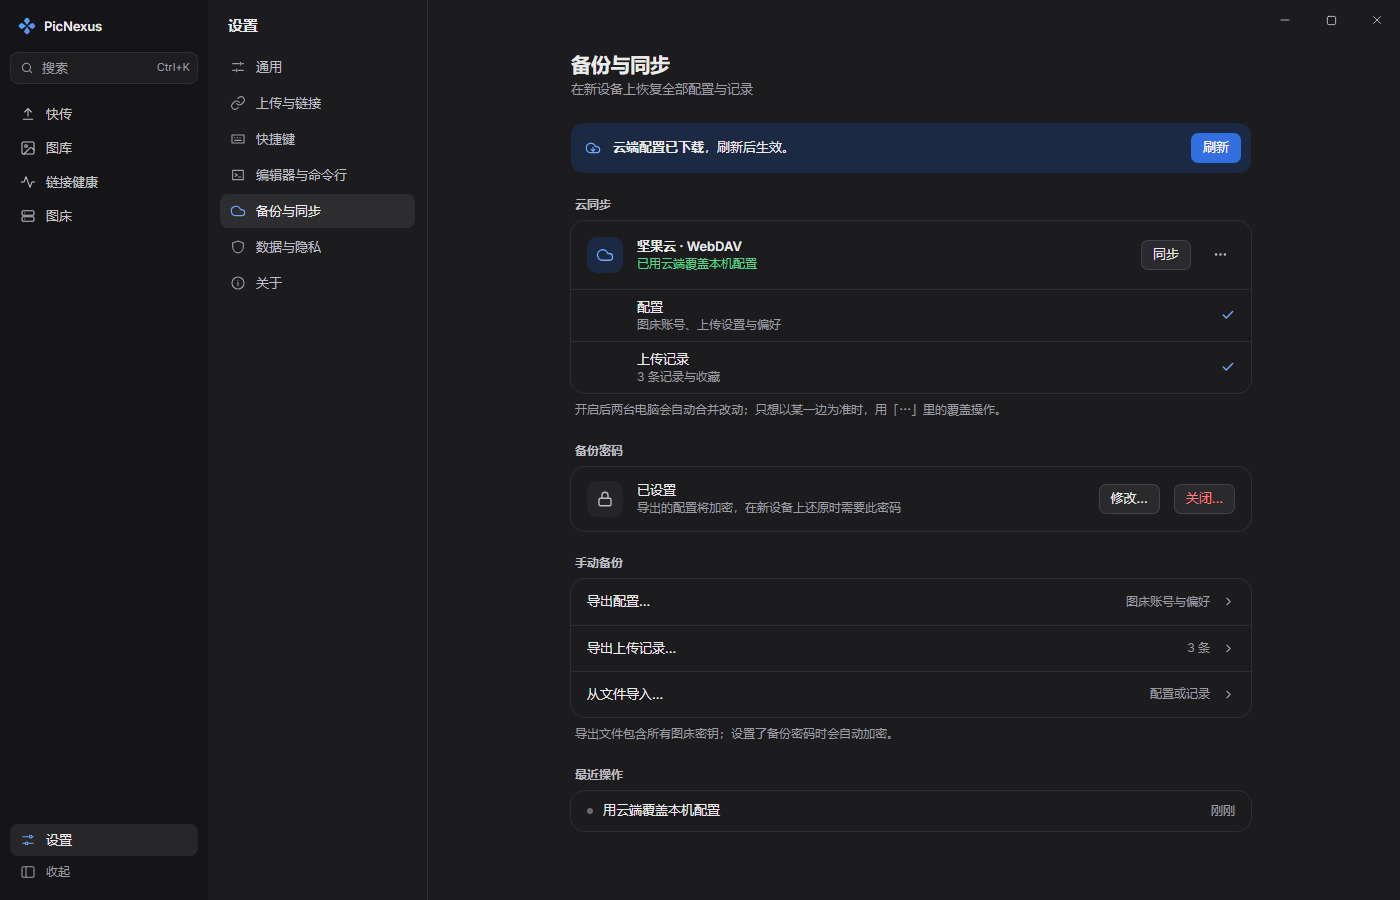 PicNexus
搜索 Ctrl+K
快传
图库
链接健康
图床
设置
收起
设置
通用
上传与链接
快捷键
编辑器与命令行
备份与同步
数据与隐私
关于
备份与同步
在新设备上恢复全部配置与记录
云端配置已下载，刷新后生效。 刷新
云同步
坚果云 · WebDAV
已用云端覆盖本机配置
同步 ···
配置
图床账号、上传设置与偏好
上传记录
3 条记录与收藏
开启后两台电脑会自动合并改动；只想以某一边为准时，用「···」里的覆盖操作。
备份密码
已设置
导出的配置将加密，在新设备上还原时需要此密码
修改... 关闭...
手动备份
导出配置... 图床账号与偏好
导出上传记录... 3 条
从文件导入... 配置或记录
导出文件包含所有图床密钥；设置了备份密码时会自动加密。
最近操作
用云端覆盖本机配置 刚刚